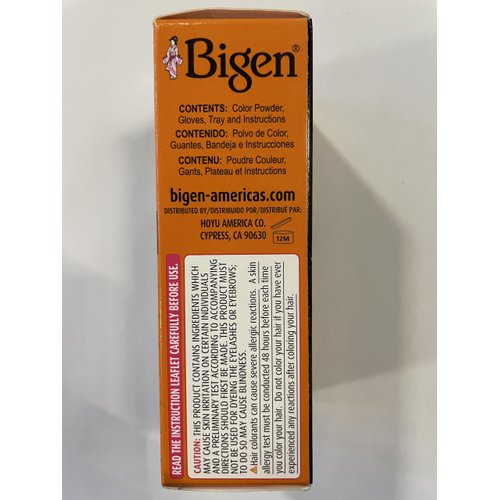 Bigen®
CONTENTS: Color Powder,
Gloves, Tray and Instructions
CONTENIDO: Polvo de Color,
Guantes, Bandeja e Instrucciones
CONTENU: Poudre Couleur,
Gants, Plateau et Instructions
bigen-americas.com
DISTRIBUTED BY/DISTRIBUIDO POR/DISTRIBUÉ PAR:
HOYU AMERICA CO.
CYPRESS, CA 90630
12M
READ THE INSTRUCTION LEAFLET CAREFULLY BEFORE USE.
CAUTION: THIS PRODUCT CONTAINS INGREDIENTS WHICH
MAY CAUSE SKIN IRRITATION ON CERTAIN INDIVIDUALS
AND A PRELIMINARY TEST ACCORDING TO ACCOMPANYING
DIRECTIONS SHOULD FIRST BE MADE. THIS PRODUCT MUST
NOT BE USED FOR DYEING THE EYELASHES OR EYEBROWS;
TO DO SO MAY CAUSE BLINDNESS.
Hair colorants can cause severe allergic reactions. A skin
allergy test must be conducted 48 hours before each time
you color your hair. Do not color your hair if you have ever
experienced any reactions after coloring your hair.